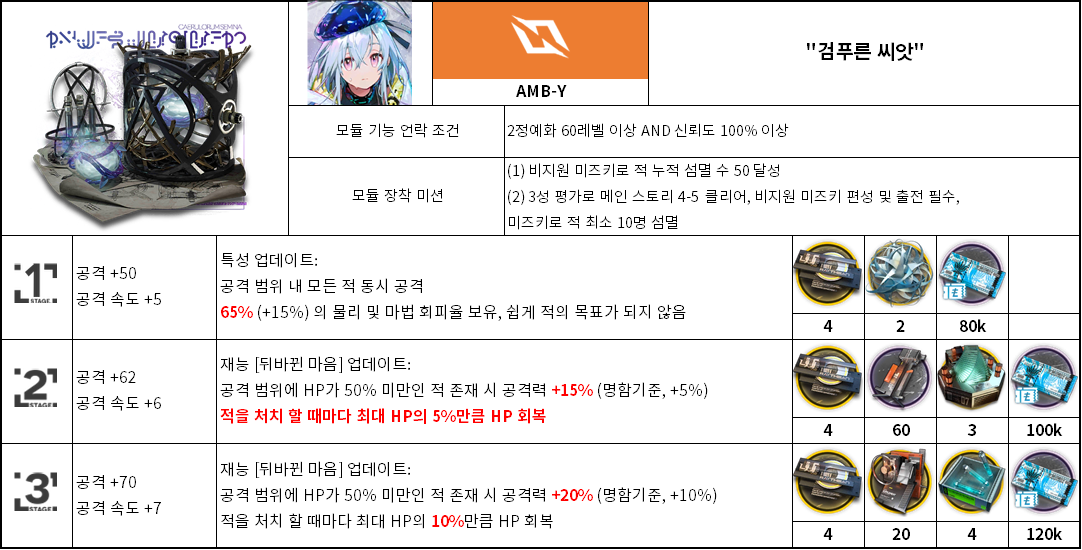 CAERULORUM SEMINA
AMB-Y
"검푸른 씨앗"
모듈 기능 언락 조건
2정예화 60레벨 이상 AND 신뢰도 100% 이상
모듈 장착 미션
(1) 비지원 미즈키로 적 누적 섬멸 수 50 달성
(2) 3성 평가로 메인 스토리 4-5 클리어, 비지원 미즈키 편성 및 출전 필수,
미즈키로 적 최소 10명 섬멸
1
STAGE
공격 +50
공격 속도 +5
특성 업데이트:
공격 범위 내 모든 적 동시 공격
65% (+15%) 의 물리 및 마법 회피율 보유, 쉽게 적의 목표가 되지 않음
4
2
80k
2
STAGE
공격 +62
공격 속도 +6
재능 [뒤바뀐 마음] 업데이트:
공격 범위에 HP가 50% 미만인 적 존재 시 공격력 +15% (명함기준, +5%)
적을 처치 할 때마다 최대 HP의 5%만큼 HP 회복
4
60
3
100k
3
STAGE
공격 +70
공격 속도 +7
재능 [뒤바뀐 마음] 업데이트:
공격 범위에 HP가 50% 미만인 적 존재 시 공격력 +20% (명함기준, +10%)
적을 처치 할 때마다 최대 HP의 10%만큼 HP 회복
4
20
4
120k